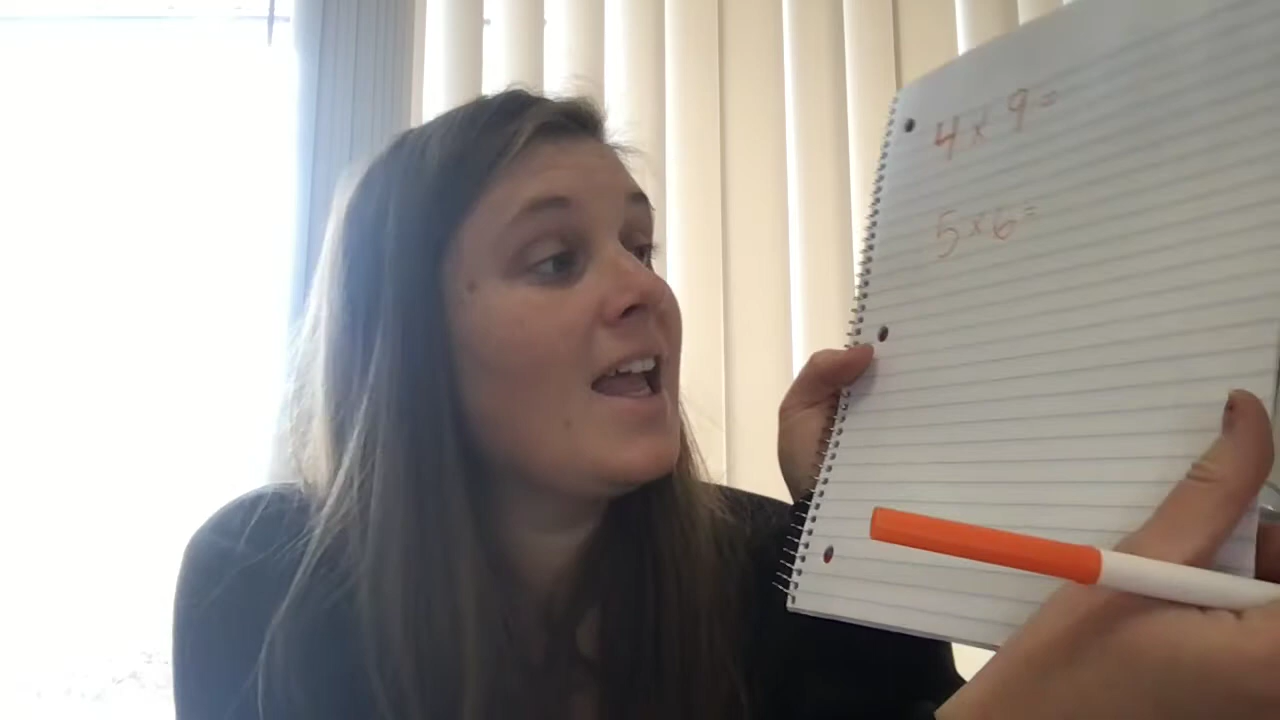 4 x 9 =
5 x 6 =